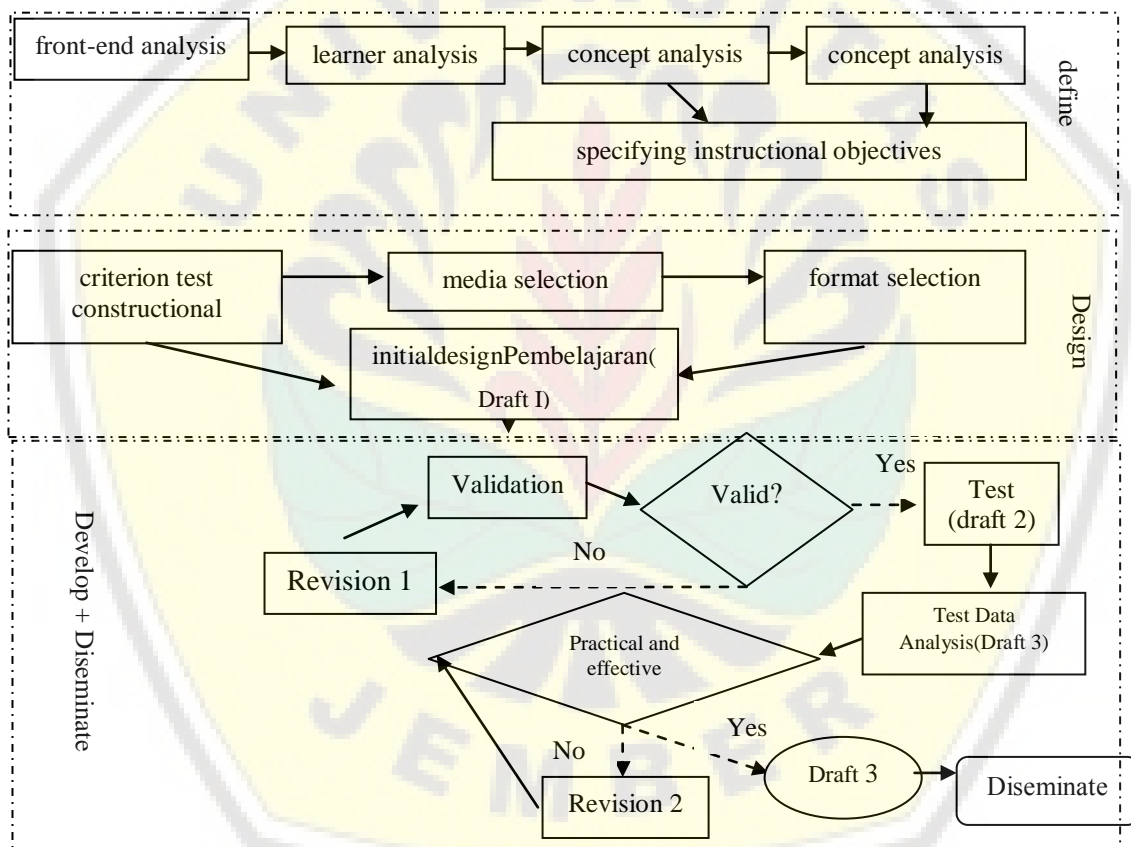 front-end analysis
learner analysis
concept analysis
concept analysis
define
specifying instructional objectives
criterion test
constructional
media selection
format selection
Design
initialdesignPembelajaran(
Draft I)
Validation
Valid?
Yes
Test
(draft 2)
No
Revision 1
Develop + Diseminate
Test Data
Analysis(Draft 3)
Practical and
effective
Yes
No
Draft 3
Revision 2
Diseminate
UNIVERSITAS
JEMBER